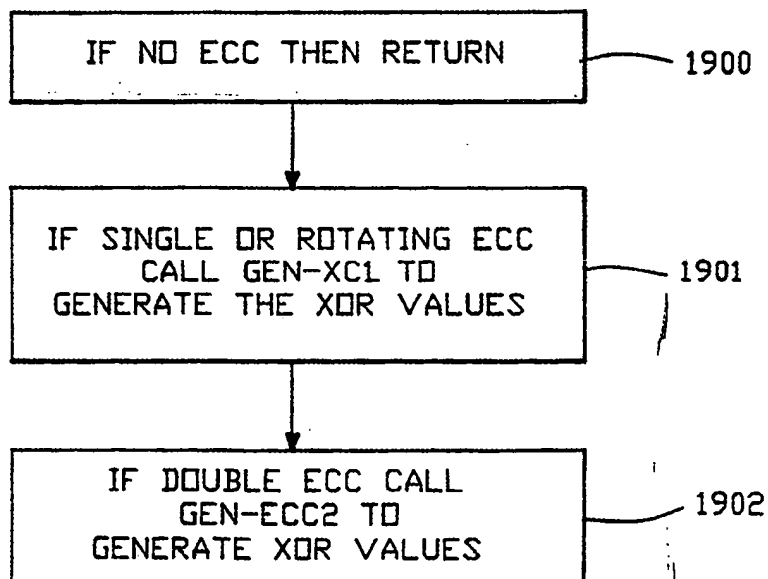 IF NO ECC THEN RETURN
1900
IF SINGLE OR ROTATING ECC
CALL GEN-XC1 TO
GENERATE THE XOR VALUES
1901
IF DOUBLE ECC CALL
GEN-ECC2 TO
GENERATE XOR VALUES
1902